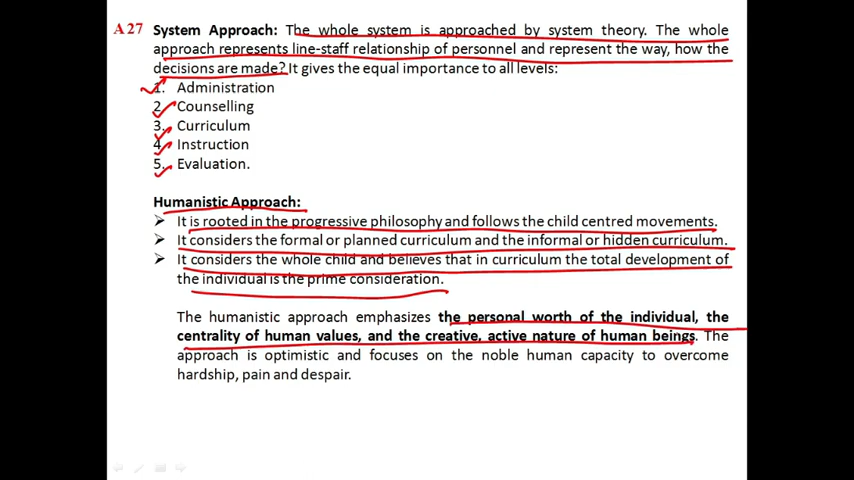 A27 System Approach: The whole system is approached by system theory. The whole
approach represents line-staff relationship of personnel and represent the way, how the
decisions are made? It gives the equal importance to all levels:
1. Administration
2. Counselling
3. Curriculum
4. Instruction
5. Evaluation.
Humanistic Approach:
➢ It is rooted in the progressive philosophy and follows the child centred movements.
➢ It considers the formal or planned curriculum and the informal or hidden curriculum.
➢ It considers the whole child and believes that in curriculum the total development of
the individual is the prime consideration.
The humanistic approach emphasizes the personal worth of the individual, the
centrality of human values, and the creative, active nature of human beings. The
approach is optimistic and focuses on the noble human capacity to overcome
hardship, pain and despair.